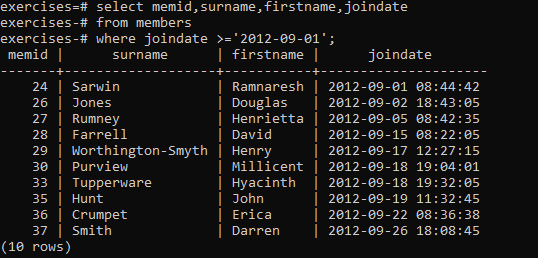 exercises=# select memid,surname,firstname,joindate
exercises-# from members
exercises-# where joindate >='2012-09-01';
 memid |     surname      | firstname |      joindate
-------+------------------+-----------+---------------------
    24 | Sarwin           | Ramnaresh | 2012-09-01 08:44:42
    26 | Jones            | Douglas   | 2012-09-02 18:43:05
    27 | Rumney           | Henrietta | 2012-09-05 08:42:35
    28 | Farrell          | David     | 2012-09-15 08:22:05
    29 | Worthington-Smyth | Henry     | 2012-09-17 12:27:15
    30 | Purview          | Millicent | 2012-09-18 19:04:01
    33 | Tupperware       | Hyacinth  | 2012-09-18 19:32:05
    35 | Hunt             | John      | 2012-09-19 11:32:45
    36 | Crumpet          | Erica     | 2012-09-22 08:36:38
    37 | Smith            | Darren    | 2012-09-26 18:08:45
(10 rows)